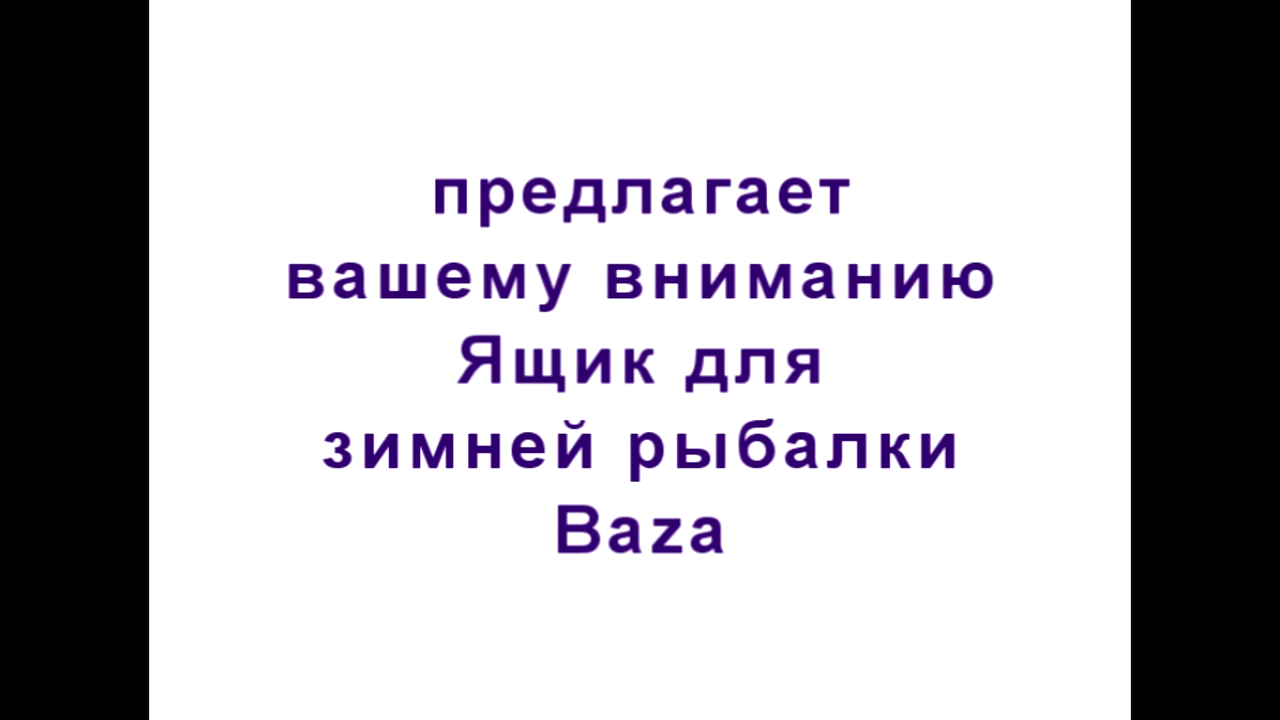 предлагает
вашему вниманию
Ящик для
зимней рыбалки
Baza